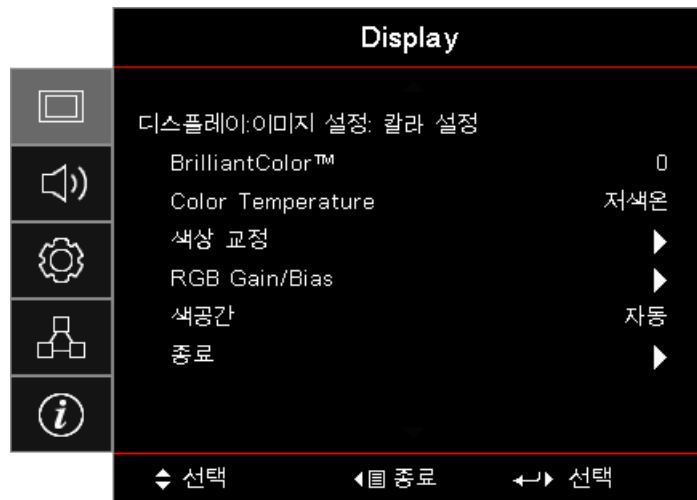 Display
디스플레이:이미지 설정: 칼라 설정
BrilliantColor™ 0
Color Temperature 저색온
색상 교정
RGB Gain/Bias
색공간 자동
종료
선택 종료 선택